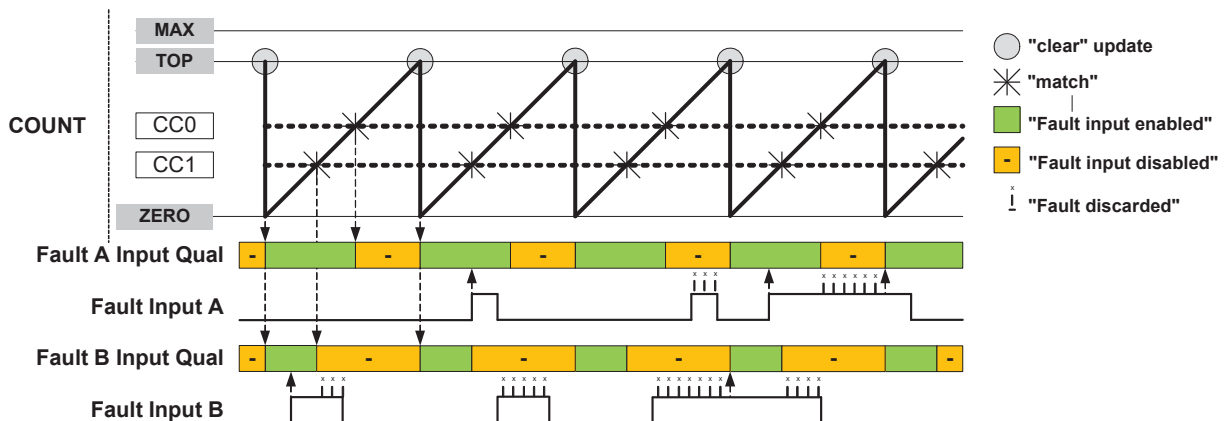 MAX
TOP
COUNT
CC0
CC1
ZERO
"clear" update
"match"
"Fault input enabled"
- "Fault input disabled"
x
"Fault discarded"
Fault A Input Qual - - - - -
x x x x x x x x x
Fault Input A
Fault B Input Qual - - - - - -
x x x x x x x x x x x x x x x x x x x
Fault Input B